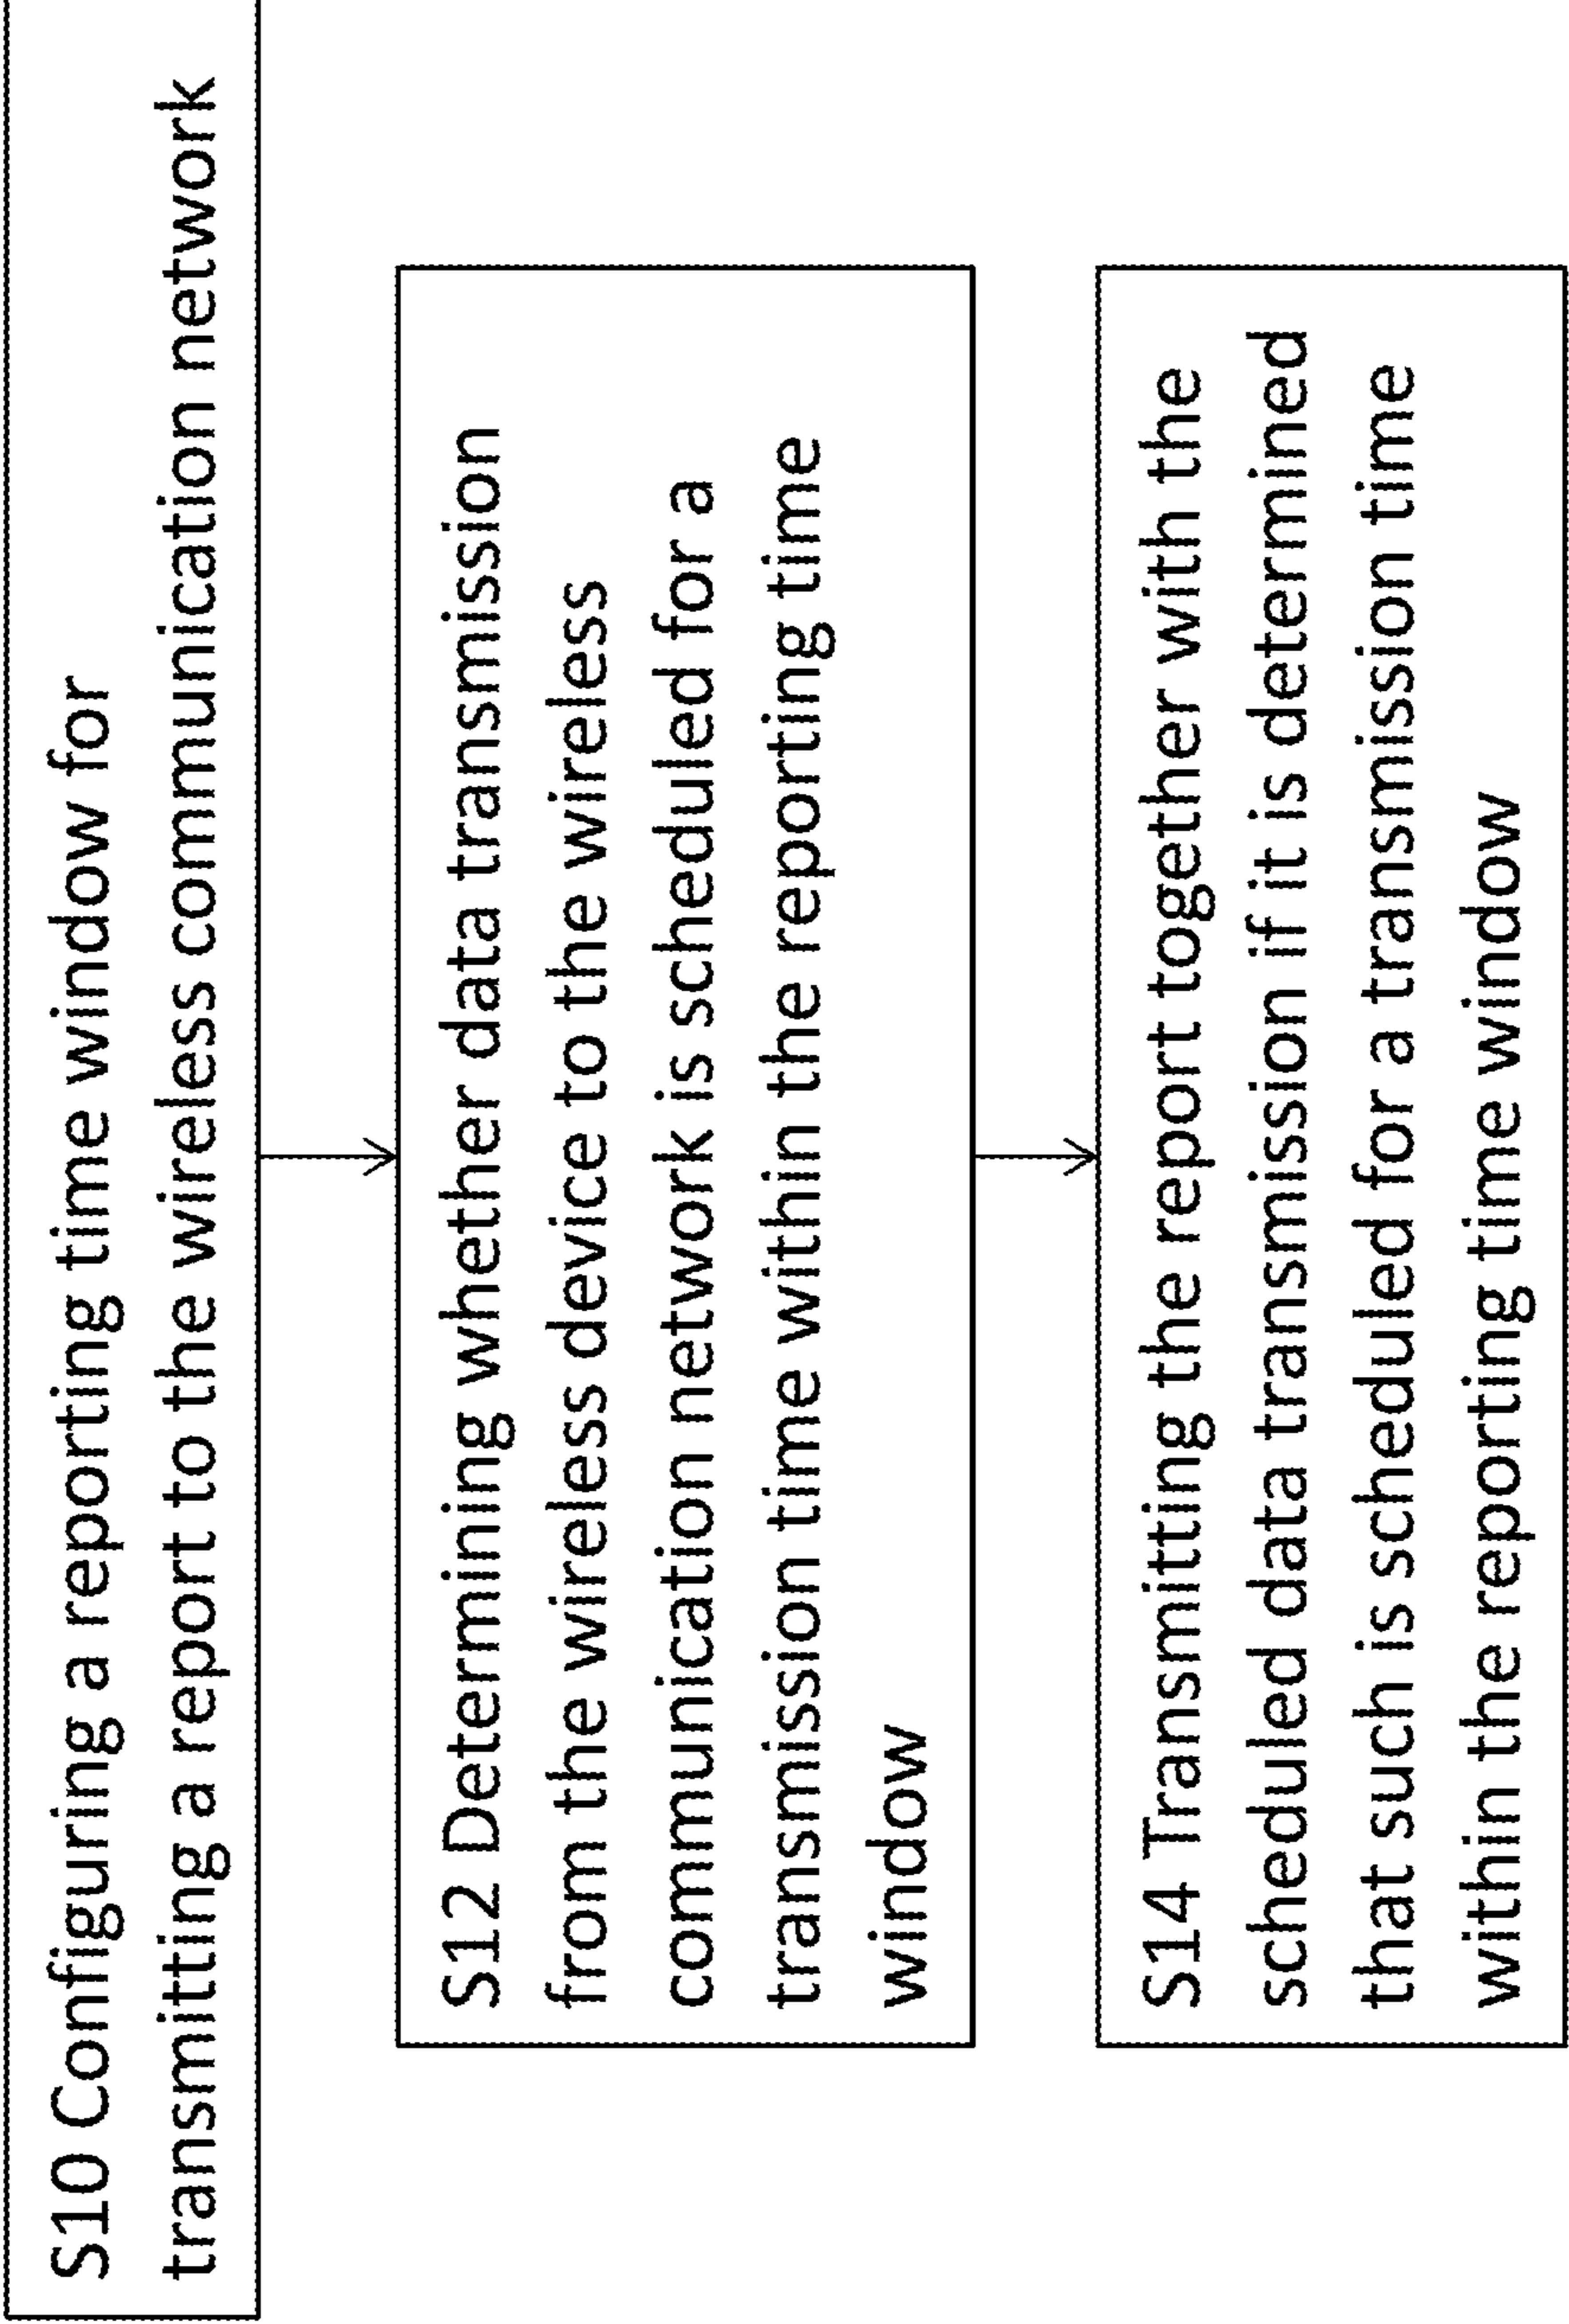 S10 Configuring a reporting time window for
transmitting a report to the wireless communication network
S12 Determining whether data transmission
from the wireless device to the wireless
communication network is scheduled for a
transmission time within the reporting time
window
S14 Transmitting the report together with the
scheduled data transmission if it is determined
that such is scheduled for a transmission time
within the reporting time window